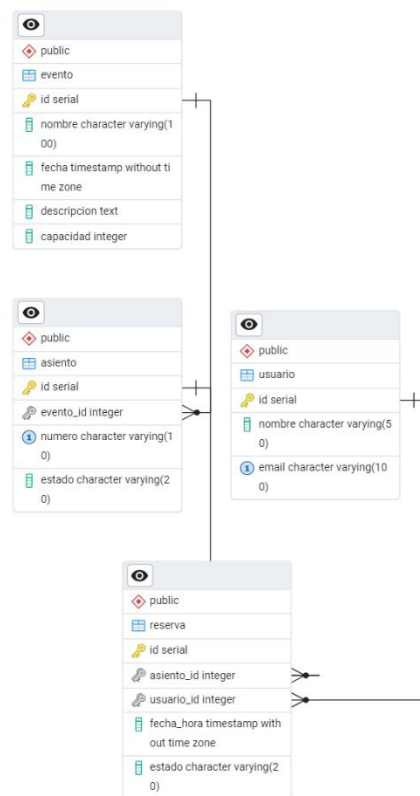 public
evento
id serial
nombre character varying(1
00)
fecha timestamp without ti
me zone
descripcion text
capacidad integer
public
asiento
id serial
evento_id integer
1 numero character varying(1
0)
estado character varying(2
0)
public
usuario
id serial
nombre character varying(5
0)
1 email character varying(10
0)
public
reserva
id serial
asiento_id integer
usuario_id integer
fecha_hora timestamp with
out time zone
estado character varying(2
0)